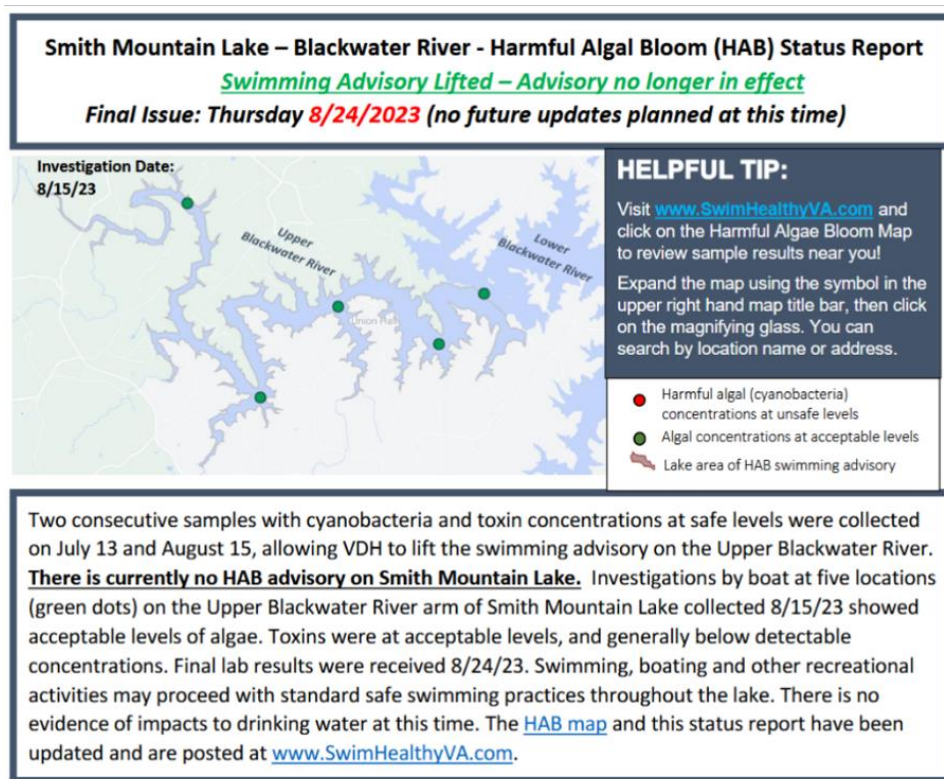 Smith Mountain Lake – Blackwater River - Harmful Algal Bloom (HAB) Status Report
Swimming Advisory Lifted – Advisory no longer in effect
Final Issue: Thursday 8/24/2023 (no future updates planned at this time)
Investigation Date:
8/15/23
Upper
Blackwater River
Lower
Blackwater River
Union Hall
HELPFUL TIP:
Visit www.SwimHealthyVA.com and
click on the Harmful Algae Bloom Map
to review sample results near you!
Expand the map using the symbol in the
upper right hand map title bar, then click
on the magnifying glass. You can
search by location name or address.
Harmful algal (cyanobacteria)
concentrations at unsafe levels
Algal concentrations at acceptable levels
Lake area of HAB swimming advisory
Two consecutive samples with cyanobacteria and toxin concentrations at safe levels were collected
on July 13 and August 15, allowing VDH to lift the swimming advisory on the Upper Blackwater River.
There is currently no HAB advisory on Smith Mountain Lake. Investigations by boat at five locations
(green dots) on the Upper Blackwater River arm of Smith Mountain Lake collected 8/15/23 showed
acceptable levels of algae. Toxins were at acceptable levels, and generally below detectable
concentrations. Final lab results were received 8/24/23. Swimming, boating and other recreational
activities may proceed with standard safe swimming practices throughout the lake. There is no
evidence of impacts to drinking water at this time. The HAB map and this status report have been
updated and are posted at www.SwimHealthyVA.com.